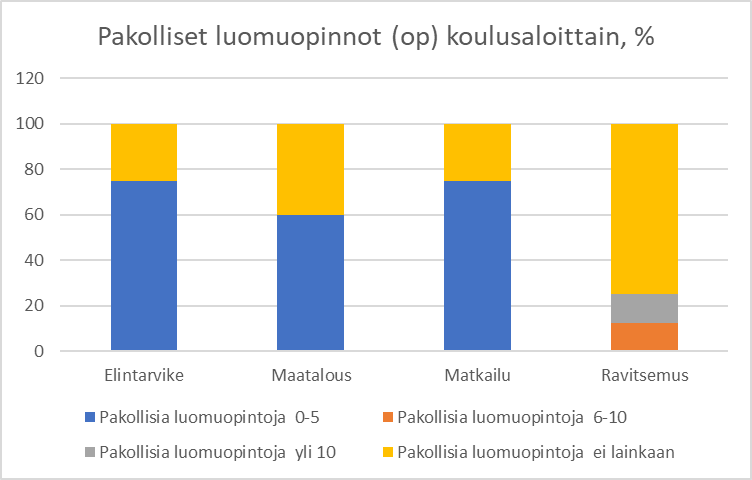 Pakolliset luomuopinnot (op) koulusaloittain, %
120
100
80
60
40
20
0
Elintarvike Maatalous Matkailu Ravitsemus
Pakollisia luomuopintoja 0-5 Pakollisia luomuopintoja 6-10
Pakollisia luomuopintoja yli 10 Pakollisia luomuopintoja ei lainkaan